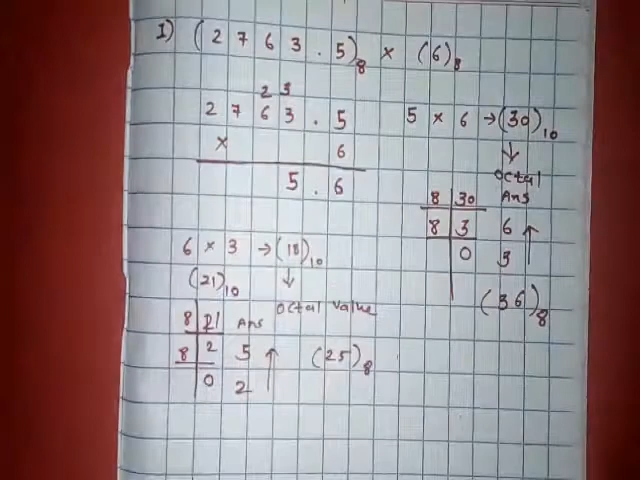 1) (2 7 6 3 . 5)8 × (6)8
2 3
2 7 6 3 . 5
× 6
5 . 6
5 × 6 → (30)10
↓
Octal
8 30 Ans
8 3 6 ↑
0 3
(36)8
6 × 3 → (18)10
(21)10 ↓
Octal value
8 21 Ans
8 2 5 ↑ (25)8
0 2